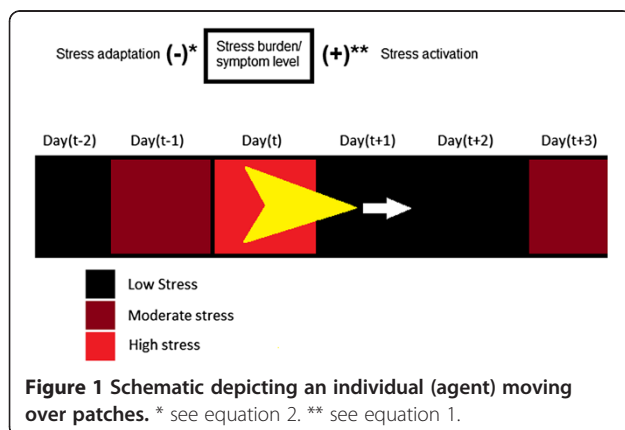 Stress adaptation (-)* Stress burden/ symptom level (+)** Stress activation
Day(t-2) Day(t-1) Day(t) Day(t+1) Day(t+2) Day(t+3)
Low Stress
Moderate stress
High stress
Figure 1 Schematic depicting an individual (agent) moving
over patches. * see equation 2. ** see equation 1.